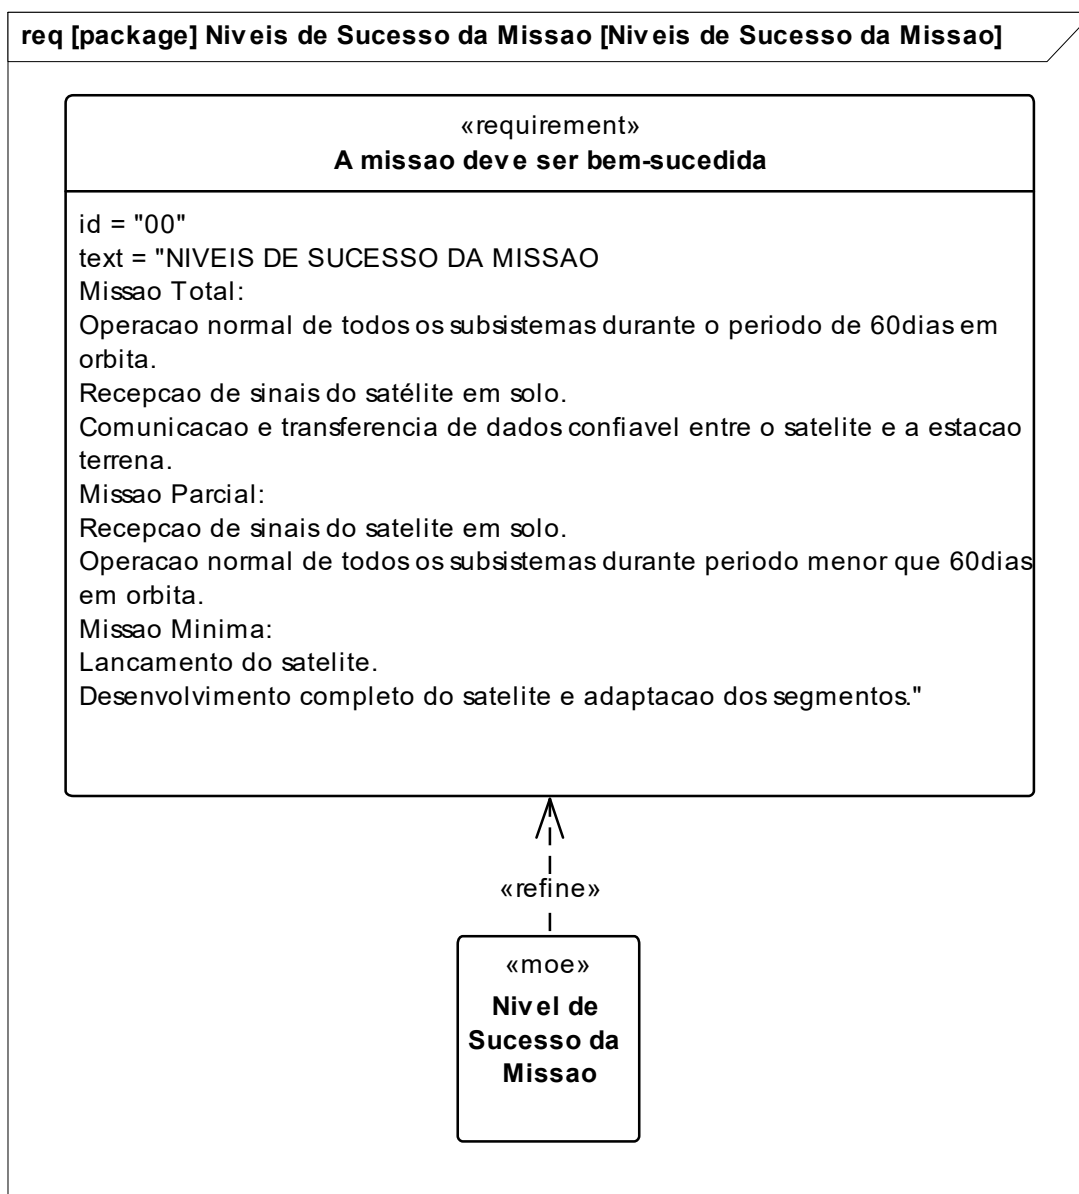 req [package] Niveis de Sucesso da Missao [Niveis de Sucesso da Missao]
«requirement»
A missao deve ser bem-sucedida
id = "00"
text = "NIVEIS DE SUCESSO DA MISSAO
Missao Total:
Operacao normal de todos os subsistemas durante o periodo de 60dias em
orbita.
Recepcao de sinais do satélite em solo.
Comunicacao e transferencia de dados confiavel entre o satelite e a estacao
terrena.
Missao Parcial:
Recepcao de sinais do satelite em solo.
Operacao normal de todos os subsistemas durante periodo menor que 60dias
em orbita.
Missao Minima:
Lancamento do satelite.
Desenvolvimento completo do satelite e adaptacao dos segmentos."
«refine»
«moe»
Nivel de
Sucesso da
Missao